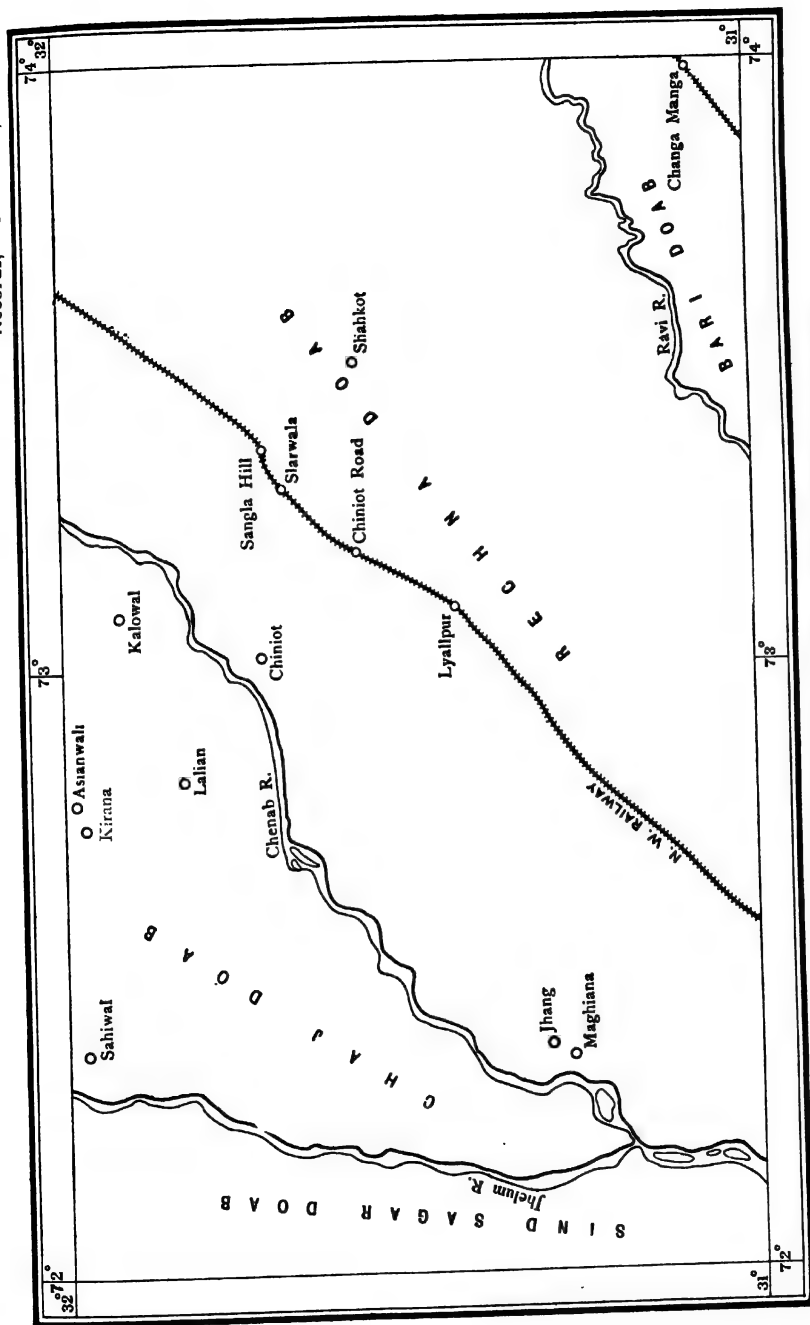 Records,
72°
73°
74°
32°
32°
Sahiwal
Asianwali
Kirana
Kalowal
Lalian
Chenab R.
Chiniot
Sangla Hill
Slarwala
Chiniot Road
Shahkot
Lyallpur
CHAJ DOAB
RECHNA DOAB
SIND SAGAR DOAB
Jhelum R.
Jhang
Maghiana
N. W. RAILWAY
Ravi R.
BARI DOAB
Changa Manga
31°
31°
72°
73°
74°